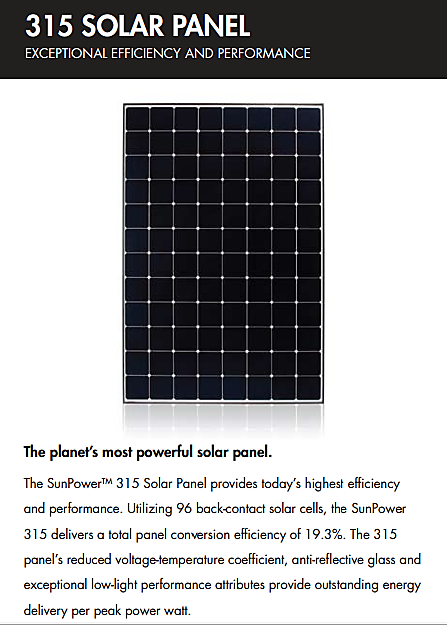 315 SOLAR PANEL
EXCEPTIONAL EFFICIENCY AND PERFORMANCE
The planet's most powerful solar panel.
The SunPower™ 315 Solar Panel provides today's highest efficiency
and performance. Utilizing 96 back-contact solar cells, the SunPower
315 delivers a total panel conversion efficiency of 19.3%. The 315
panel's reduced voltage-temperature coefficient, anti-reflective glass and
exceptional low-light performance attributes provide outstanding energy
delivery per peak power watt.